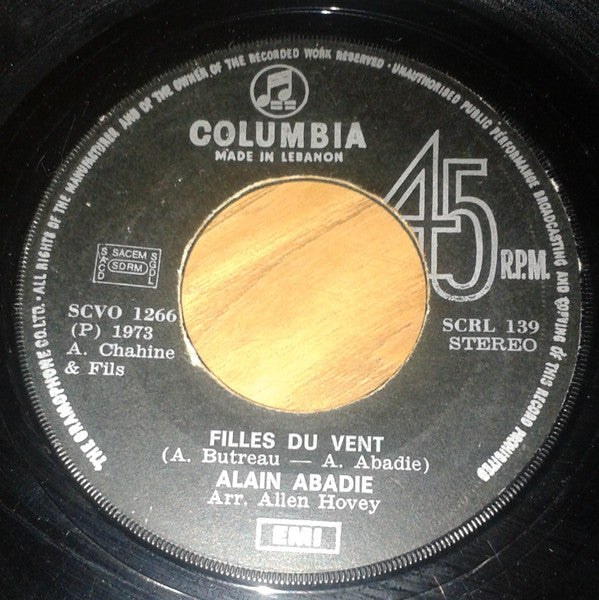 THE GRAMOPHONE CO. LTD. · ALL RIGHTS OF THE MANUFACTURER AND OF THE OWNER OF THE RECORDED WORK RESERVED · UNAUTHORISED PUBLIC PERFORMANCE BROADCASTING AND COPYING OF THIS RECORD PROHIBITED
COLUMBIA
MADE IN LEBANON
45
R.P.M.
SACEM
SACD
SDRM
SGDL
SCVO 1266
(P) 1973
A. Chahine
& Fils
SCRL 139
STEREO
FILLES DU VENT
(A. Butreau — A. Abadie)
ALAIN ABADIE
Arr. Allen Hovey
EMI